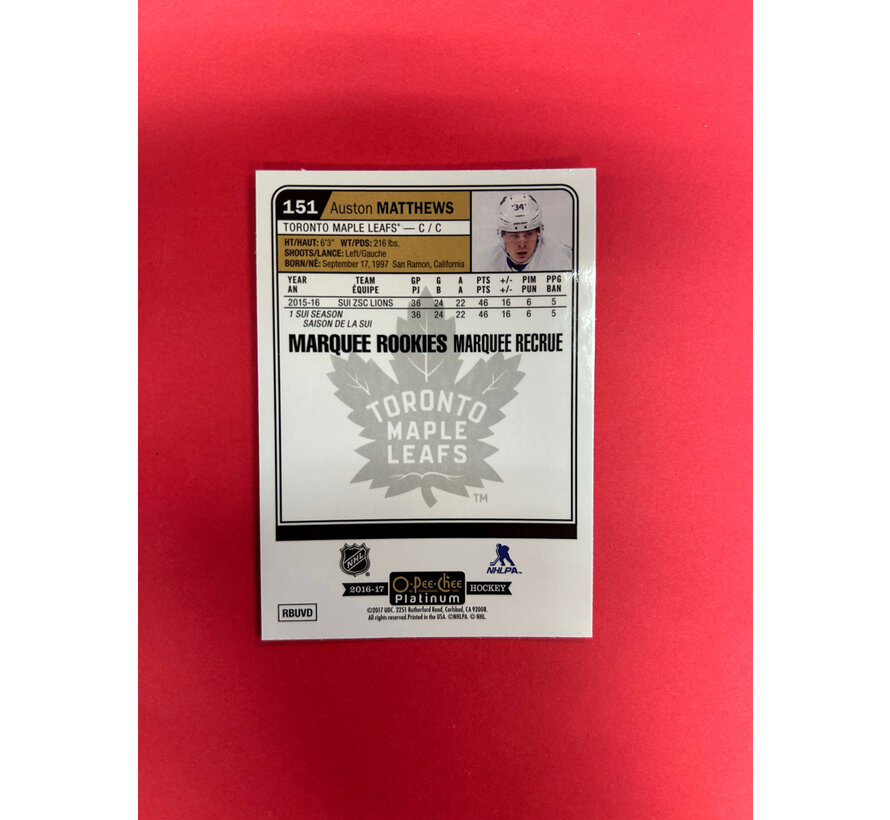 151 Auston MATTHEWS
TORONTO MAPLE LEAFS® — C / C
HT/HAUT: 6'3" WT/PDS: 216 lbs.
SHOOTS/LANCE: Left/Gauche
BORN/NÉ: September 17, 1997 San Ramon, California
34
YEAR TEAM GP G A PTS +/- PIM PPG
AN ÉQUIPE PJ B A PTS +/- PUN BAN
2015-16 SUI ZSC LIONS 36 24 22 46 16 6 5
1 SUI SEASON 36 24 22 46 16 6 5
SAISON DE LA SUI
MARQUEE ROOKIES MARQUEE RECRUE
TORONTO
MAPLE
LEAFS
TM
NHL
NHLPA
2016-17 O-Pee-Chee HOCKEY
Platinum
RBUVD
©2017 UDC. 2251 Rutherford Road, Carlsbad, CA 92008.
All rights reserved.Printed in the USA. ©NHLPA. © NHL.